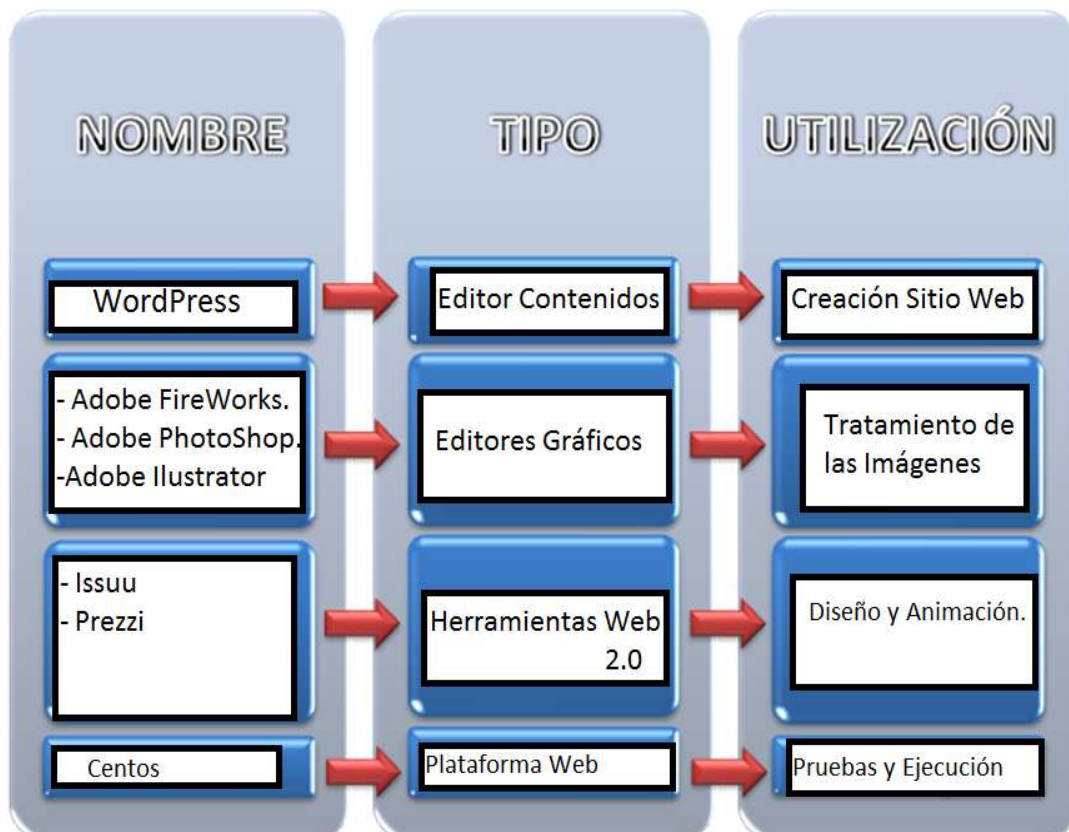 NOMBRE
TIPO
UTILIZACIÓN
WordPress
Editor Contenidos
Creación Sitio Web
- Adobe FireWorks.
- Adobe PhotoShop.
-Adobe Ilustrator
Editores Gráficos
Tratamiento de
las Imágenes
- Issuu
- Prezzi
Herramientas Web
2.0
Diseño y Animación.
Centos
Plataforma Web
Pruebas y Ejecución